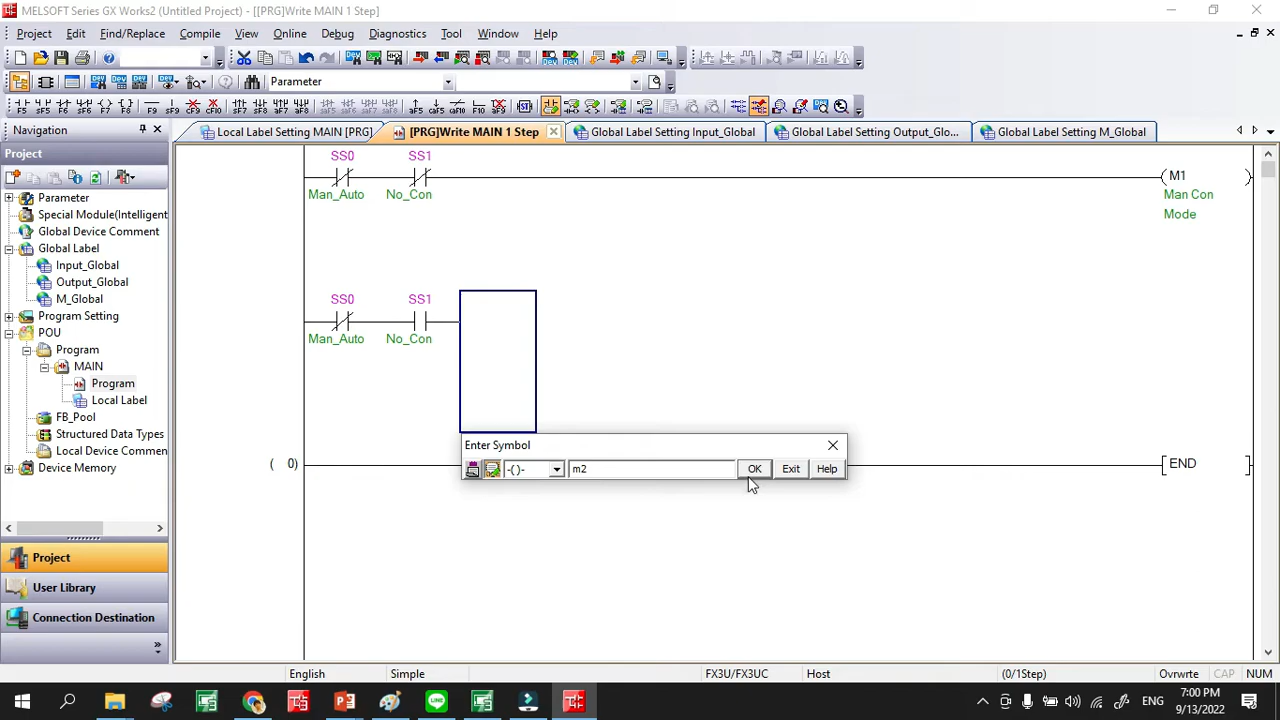 MELSOFT Series GX Works2 (Untitled Project) - [[PRG]Write MAIN 1 Step]
Project Edit Find/Replace Compile View Online Debug Diagnostics Tool Window Help
Parameter
Navigation
Local Label Setting MAIN [PRG]
[PRG]Write MAIN 1 Step
Global Label Setting Input_Global
Global Label Setting Output_Glo...
Global Label Setting M_Global
Project
Parameter
Special Module(Intelligent
Global Device Comment
Global Label
Input_Global
Output_Global
M_Global
Program Setting
POU
Program
MAIN
Program
Local Label
FB_Pool
Structured Data Types
Local Device Commen
Device Memory
Project
User Library
Connection Destination
SS0 SS1
M1
Man_Auto No_Con
Man Con
Mode
SS0 SS1
Man_Auto No_Con
Enter Symbol
-( )- m2 OK Exit Help
( 0)
END
English Simple FX3U/FX3UC Host (0/1Step) Ovrwrte CAP NUM
ENG
7:00 PM
9/13/2022